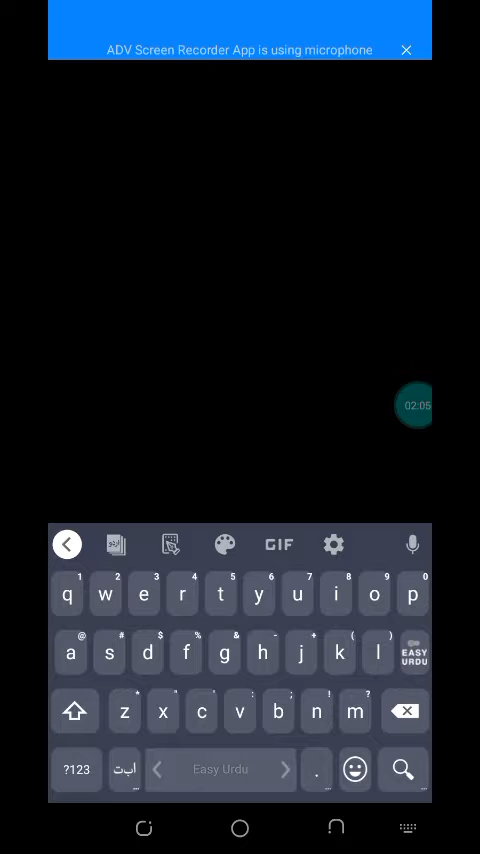 ADV Screen Recorder App is using microphone
02:05
GIF
1 2 3 4 5 6 7 8 9 0
q w e r t y u i o p
@ # $ % & - + ( )
a s d f g h j k l EASY URDU
* " ' : ; ! ?
z x c v b n m
?123 ابت Easy Urdu .